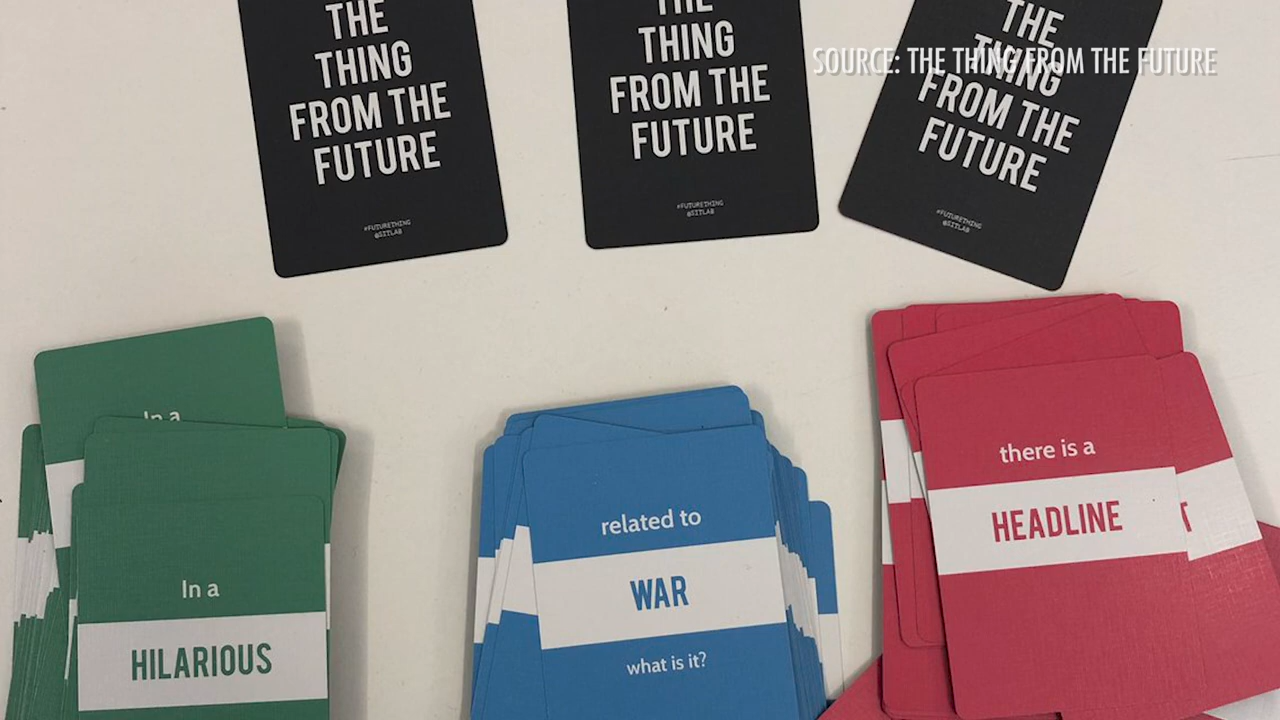 THE
THING
FROM THE
FUTURE
#FUTURETHING
@SITLAB
THE
THING
FROM THE
FUTURE
#FUTURETHING
@SITLAB
THE
THING
FROM THE
FUTURE
#FUTURETHING
@SITLAB
SOURCE: THE THING FROM THE FUTURE
In a
In a
HILARIOUS
related to
WAR
what is it?
there is a
HEADLINE
T